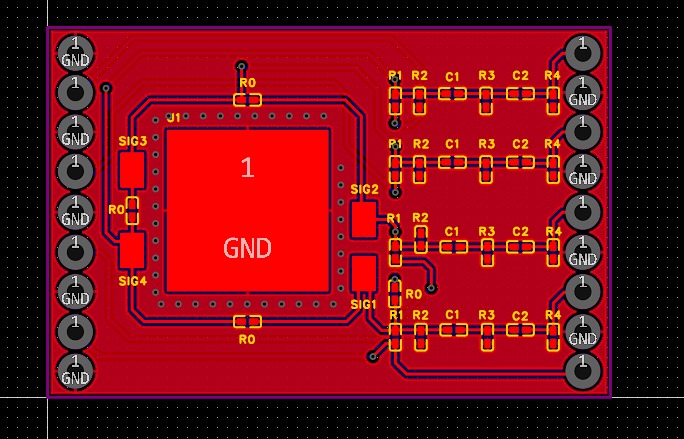 1
GND
1
1
GND
1
1
GND
1
1
GND
1
1
GND
J1
1
GND
SIG3
SIG4
SIG2
SIG1
R0
R0
R0
R0
R1 R2 C1 R3 C2 R4
R1 R2 C1 R3 C2 R4
R1 R2 C1 R3 C2 R4
R1 R2 C1 R3 C2 R4
1
1
GND
1
1
GND
1
1
GND
1
1
GND
1